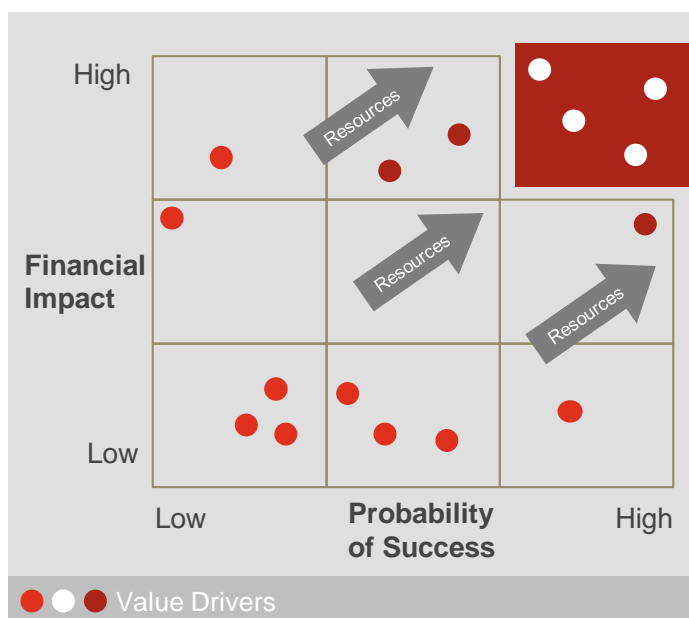 High
Resources
Resources
Financial
Impact
Resources
Low
Low
Probability
of Success
High
Value Drivers